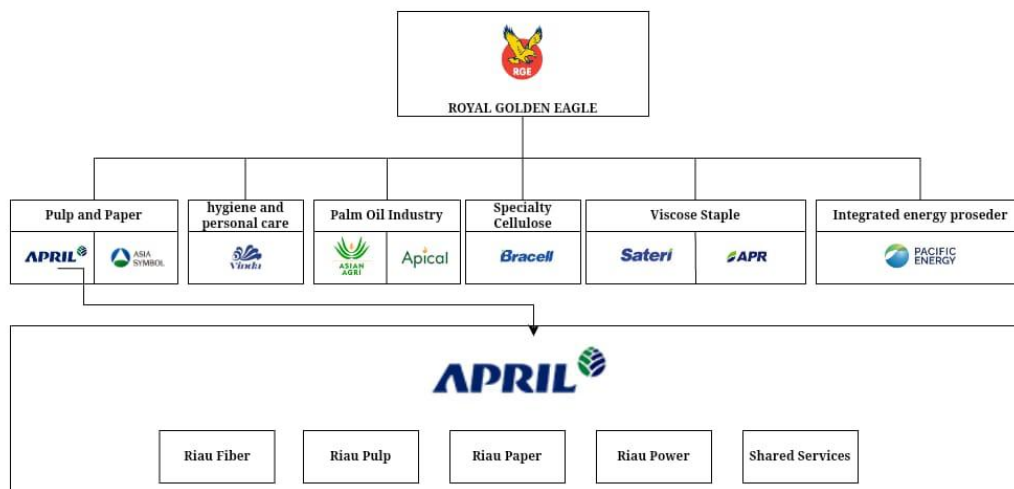 RGE
ROYAL GOLDEN EAGLE
Pulp and Paper
hygiene and
personal care
Palm Oil Industry
Specialty
Cellulose
Viscose Staple
Integrated energy proseder
APRIL
ASIA
SYMBOL
Vinda
ASIAN
AGRI
Apical
Bracell
Sateri
APR
PACIFIC
ENERGY
APRIL
Riau Fiber
Riau Pulp
Riau Paper
Riau Power
Shared Services